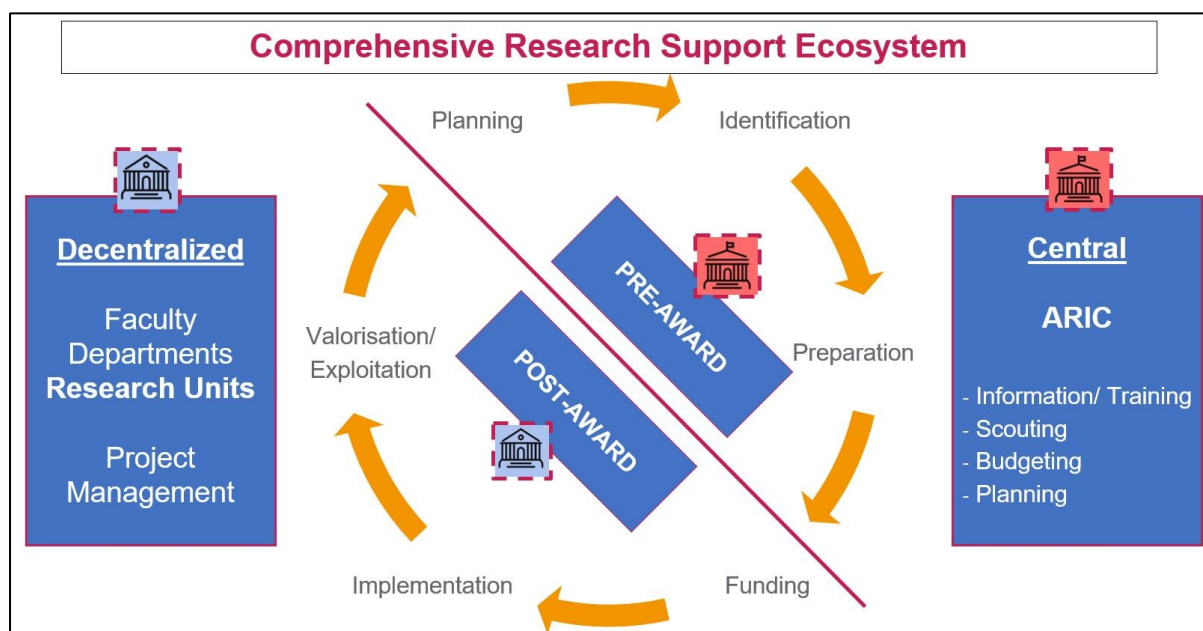 Comprehensive Research Support Ecosystem
Planning
Identification
Decentralized
Faculty
Departments
Research Units
Project
Management
Valorisation/
Exploitation
PRE-AWARD
POST-AWARD
Preparation
Central
ARIC
- Information/ Training
- Scouting
- Budgeting
- Planning
Implementation
Funding